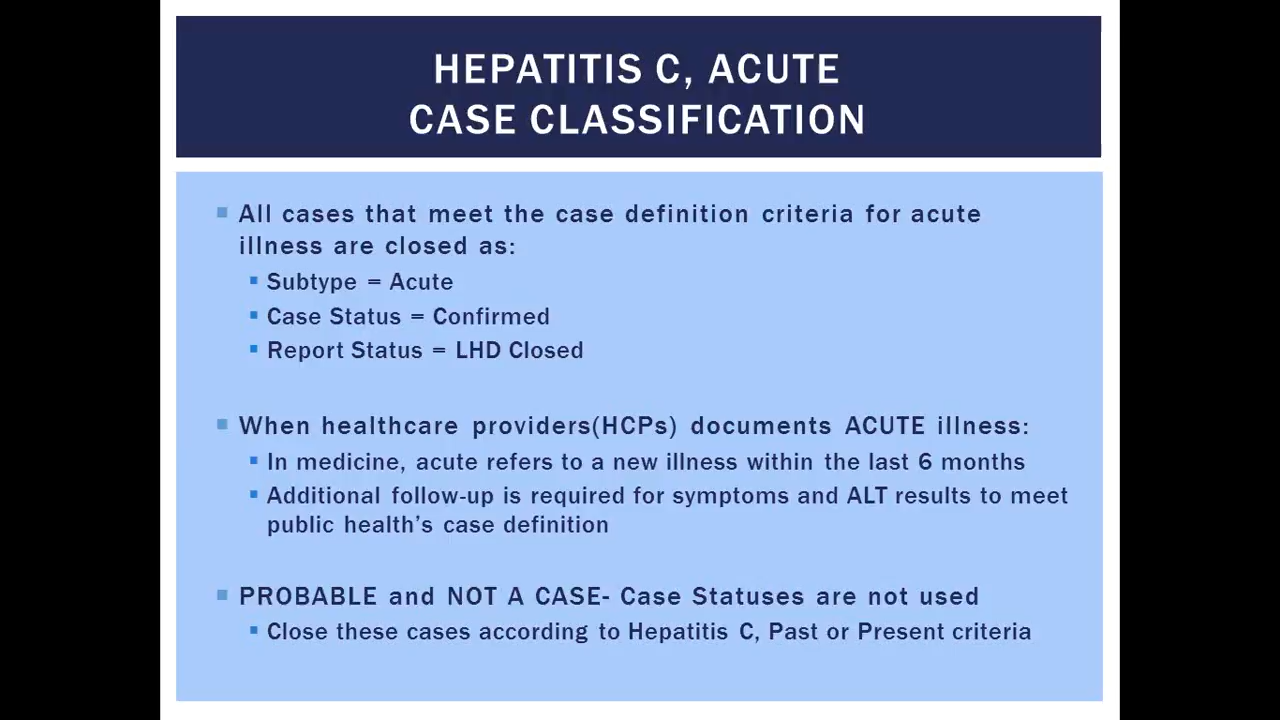 HEPATITIS C, ACUTE
CASE CLASSIFICATION
All cases that meet the case definition criteria for acute
illness are closed as:
Subtype = Acute
Case Status = Confirmed
Report Status = LHD Closed
When healthcare providers(HCPs) documents ACUTE illness:
In medicine, acute refers to a new illness within the last 6 months
Additional follow-up is required for symptoms and ALT results to meet
public health's case definition
PROBABLE and NOT A CASE- Case Statuses are not used
Close these cases according to Hepatitis C, Past or Present criteria